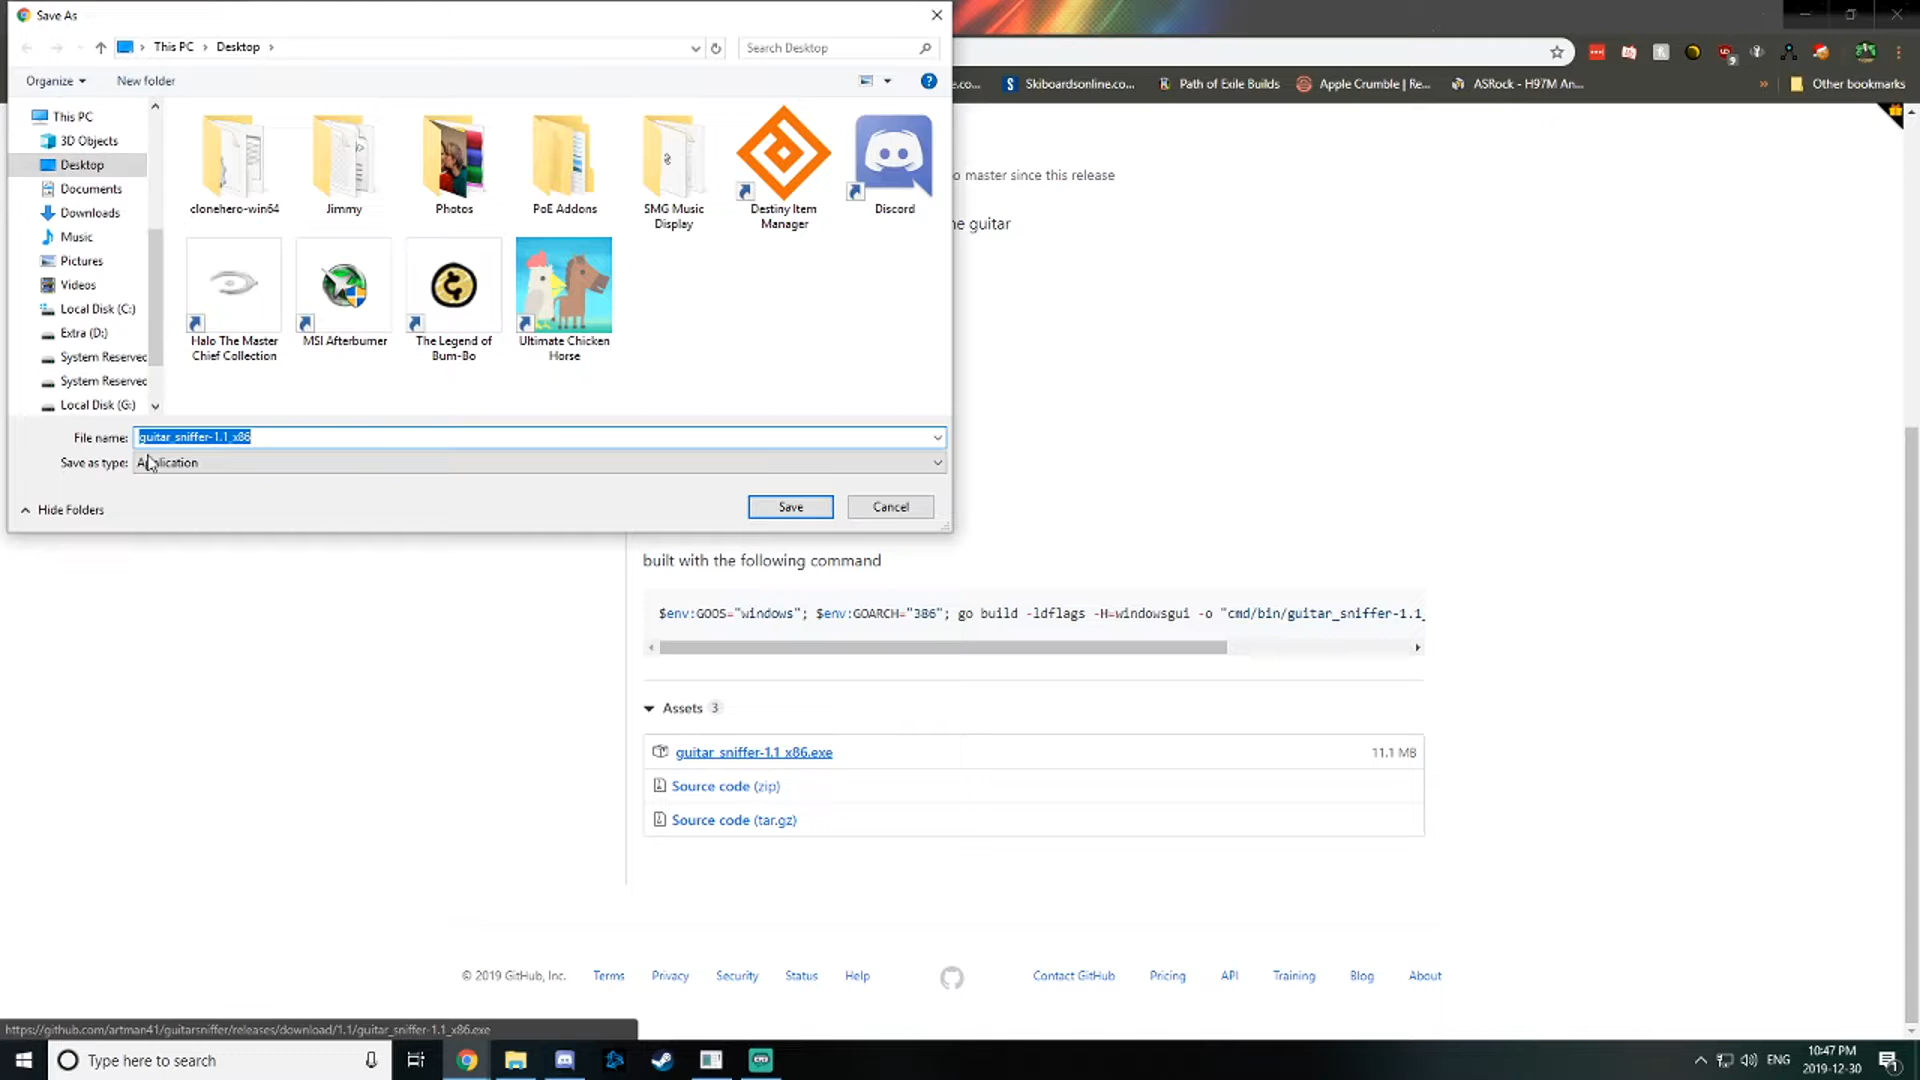 Save As
This PC > Desktop >
Search Desktop
Organize
New folder
This PC
3D Objects
Desktop
Documents
Downloads
Music
Pictures
Videos
Local Disk (C:)
Extra (D:)
System Reserved
System Reserved
Local Disk (G:)
clonehero-win64
Jimmy
Photos
PoE Addons
SMG Music
Display
Destiny Item
Manager
Discord
Halo The Master
Chief Collection
MSI Afterburner
The Legend of
Bum-Bo
Ultimate Chicken
Horse
File name: guitar_sniffer-1.1_x86
Save as type: Application
Hide Folders
Save
Cancel
e.co...
Skiboardsonline.co...
Path of Exile Builds
Apple Crumble | Re...
ASRock - H97M An...
»
Other bookmarks
o master since this release
he guitar
built with the following command
$env:GOOS="windows"; $env:GOARCH="386"; go build -ldflags -H=windowsgui -o "cmd/bin/guitar_sniffer-1.1_
Assets 3
guitar_sniffer-1.1_x86.exe
11.1 MB
Source code (zip)
Source code (tar.gz)
© 2019 GitHub, Inc.
Terms
Privacy
Security
Status
Help
Contact GitHub
Pricing
API
Training
Blog
About
https://github.com/artman41/guitarsniffer/releases/download/1.1/guitar_sniffer-1.1_x86.exe
Type here to search
ENG
10:47 PM
2019-12-30